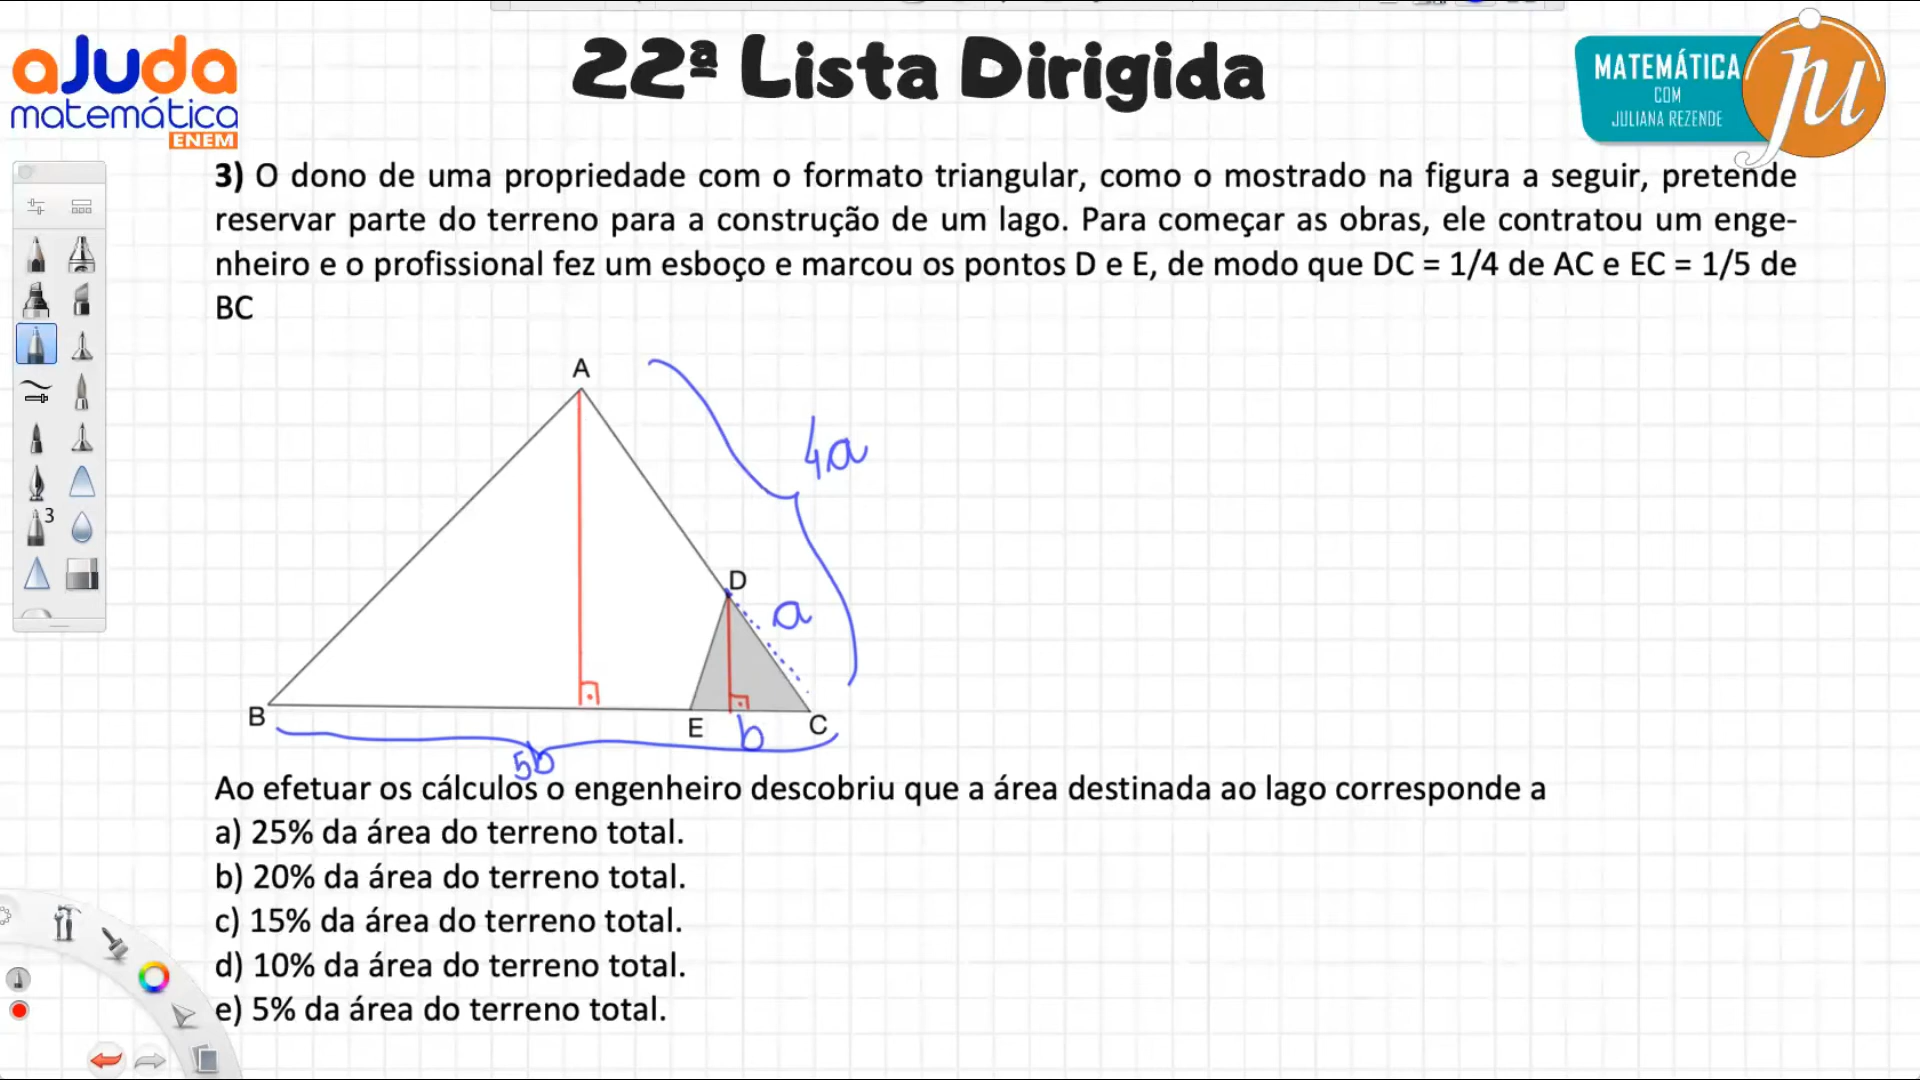 aJuda
matemática
ENEM
22ª Lista Dirigida
MATEMÁTICA
COM
JULIANA REZENDE
ju
3) O dono de uma propriedade com o formato triangular, como o mostrado na figura a seguir, pretende
reservar parte do terreno para a construção de um lago. Para começar as obras, ele contratou um enge-
nheiro e o profissional fez um esboço e marcou os pontos D e E, de modo que DC = 1/4 de AC e EC = 1/5 de
BC
A
4a
D
a
B
E
b
C
5b
Ao efetuar os cálculos o engenheiro descobriu que a área destinada ao lago corresponde a
a) 25% da área do terreno total.
b) 20% da área do terreno total.
c) 15% da área do terreno total.
d) 10% da área do terreno total.
e) 5% da área do terreno total.
3